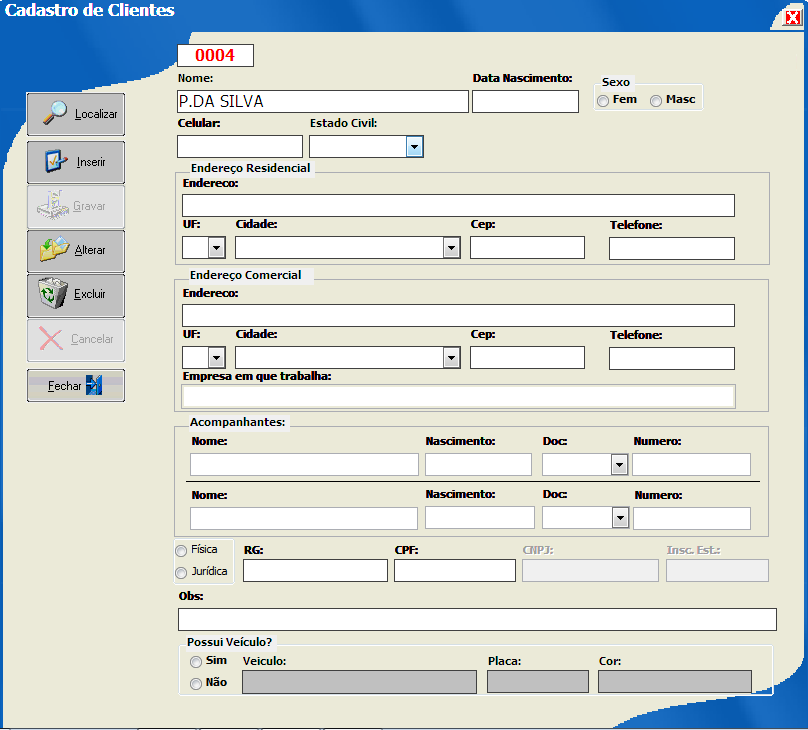 Cadastro de Clientes
0004
Nome: Data Nascimento: Sexo
P.DA SILVA Fem Masc
Localizar
Celular: Estado Civil:
Inserir
Endereço Residencial
Endereco:
Gravar
UF: Cidade: Cep: Telefone:
Alterar
Endereço Comercial
Excluir
Endereco:
UF: Cidade: Cep: Telefone:
Cancelar
Empresa em que trabalha:
Fechar
Acompanhantes:
Nome: Nascimento: Doc: Numero:
Nome: Nascimento: Doc: Numero:
Física RG: CPF: CNPJ: Insc. Est.:
Jurídica
Obs:
Possui Veículo?
Sim Veiculo: Placa: Cor:
Não